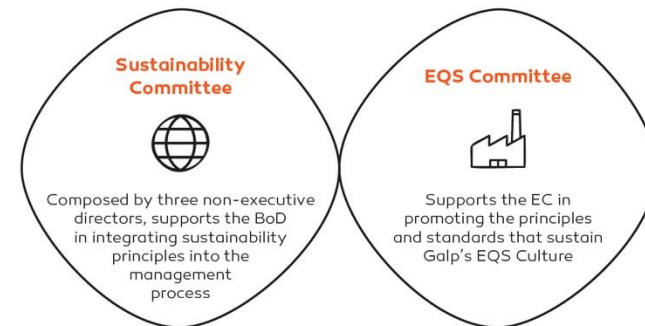 Sustainability
Committee
Composed by three non-executive
directors, supports the BoD
in integrating sustainability
principles into the
management
process
EQS Committee
Supports the EC in
promoting the principles
and standards that sustain
Galp's EQS Culture